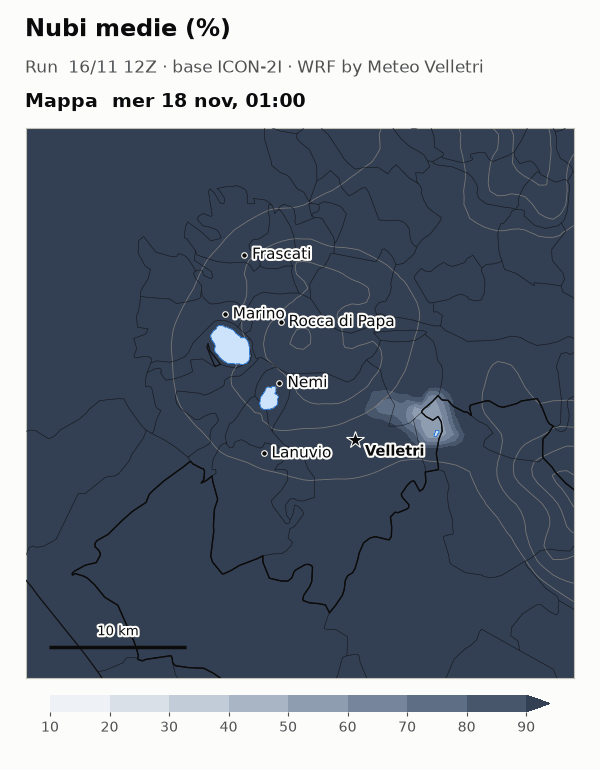 Nubi medie (%)
Run  16/11 12Z · base ICON-2I · WRF by Meteo Velletri
Mappa  mer 18 nov, 01:00
Frascati
Marino
Rocca di Papa
Nemi
Velletri
Lanuvio
10 km
10 20 30 40 50 60 70 80 90